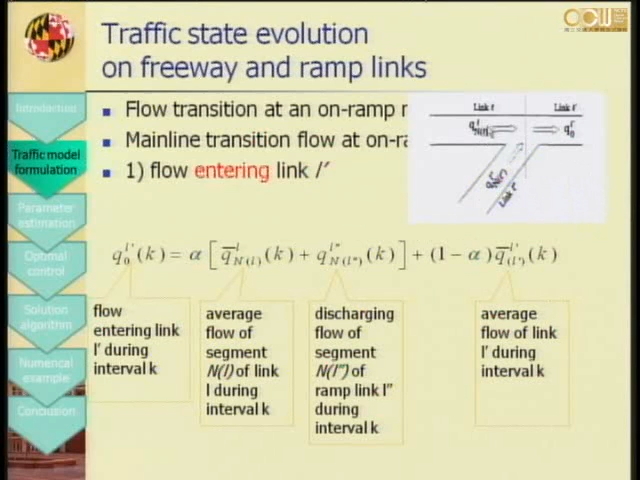 Traffic state evolution
on freeway and ramp links
OCW
Introduction
Traffic model
formulation
Parameter
estimation
Optimal
control
Solution
algorithm
Numerical
example
Conclusion
Flow transition at an on-ramp
Mainline transition flow at on-ra
1) flow entering link l′
Link l
Link l'
q_0^{l'}(k) = α [ q̅_{N(l)}^{l}(k) + q_{N(l″)}^{l″}(k) ] + (1 − α) q̅_{(l′)}^{l′}(k)
flow
entering link
l′ during
interval k
average
flow of
segment
N(l) of link
l during
interval k
discharging
flow of
segment
N(l″) of
ramp link l″
during
interval k
average
flow of link
l′ during
interval k